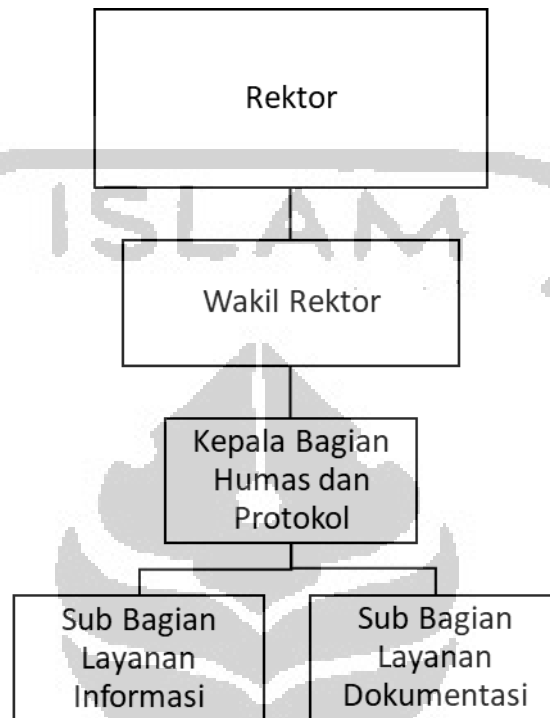 Rektor
ISLAM
Wakil Rektor
Kepala Bagian
Humas dan
Protokol
Sub Bagian
Layanan
Informasi
Sub Bagian
Layanan
Dokumentasi